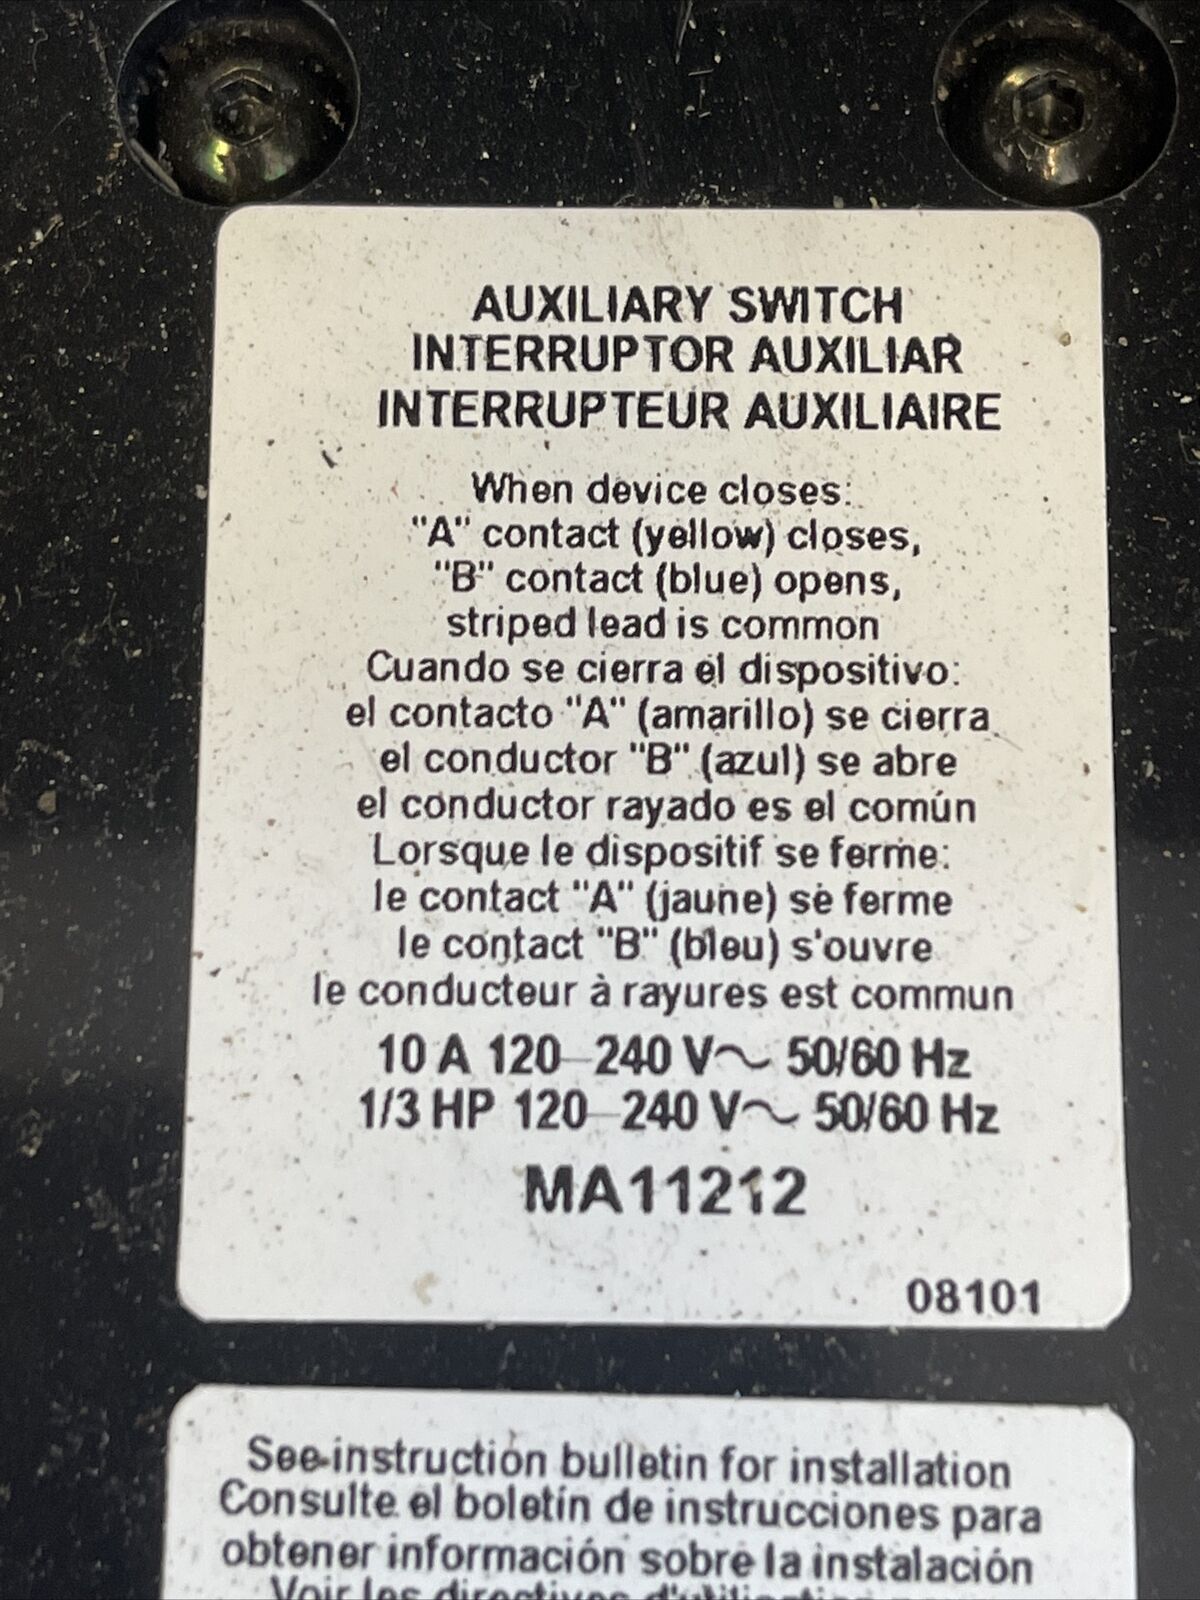 AUXILIARY SWITCH
INTERRUPTOR AUXILIAR
INTERRUPTEUR AUXILIAIRE
When device closes:
"A" contact (yellow) closes,
"B" contact (blue) opens,
striped lead is common
Cuando se cierra el dispositivo:
el contacto "A" (amarillo) se cierra
el conductor "B" (azul) se abre
el conductor rayado es el común
Lorsque le dispositif se ferme:
le contact "A" (jaune) se ferme
le contact "B" (bleu) s'ouvre
le conducteur à rayures est commun
10 A 120–240 V~ 50/60 Hz
1/3 HP 120–240 V~ 50/60 Hz
MA11212
08101
See instruction bulletin for installation
Consulte el boletín de instrucciones para
obtener información sobre la instalación
Voir les directives d'utilisation